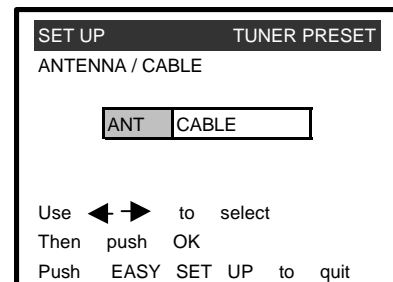 SET UP TUNER PRESET
ANTENNA / CABLE
ANT CABLE
Use to select
Then push OK
Push EASY SET UP to quit